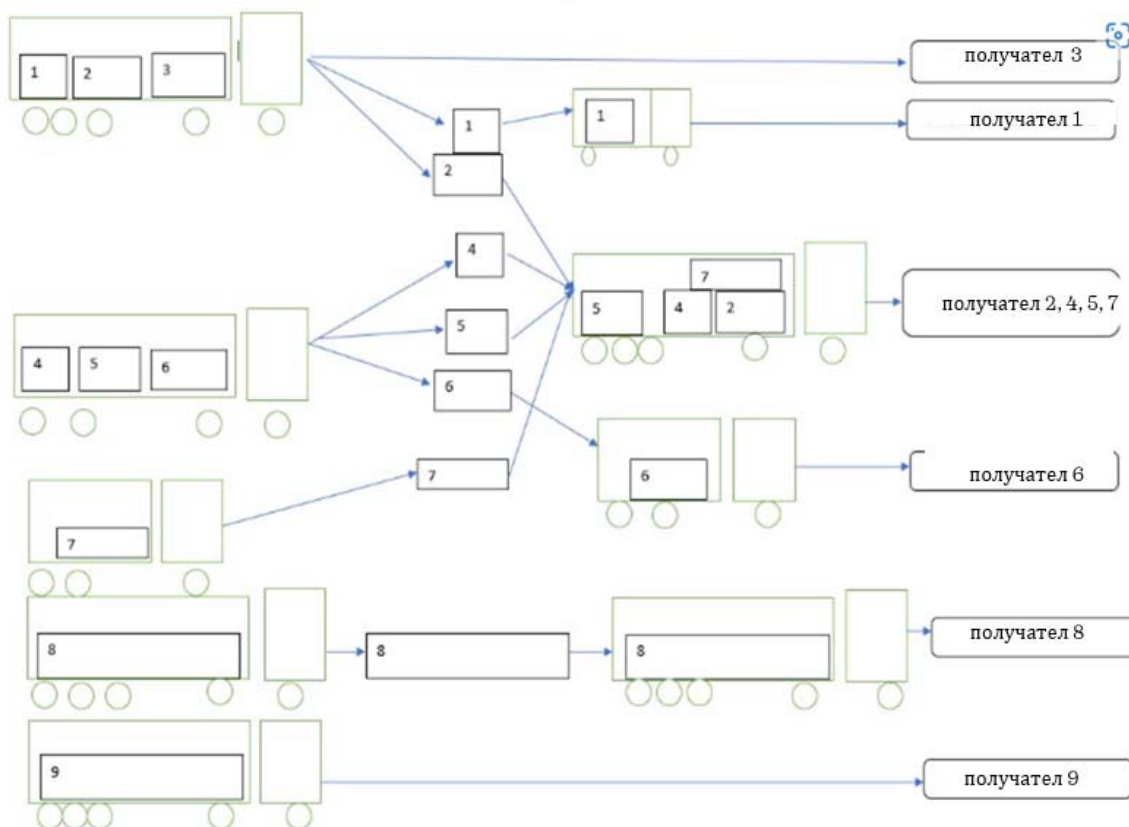 1 2 3
получател 3
1
1
получател 1
2
4
7
5 4 2
получател 2, 4, 5, 7
5
4 5 6
6
7
6
получател 6
7
8
8
8
получател 8
9
получател 9